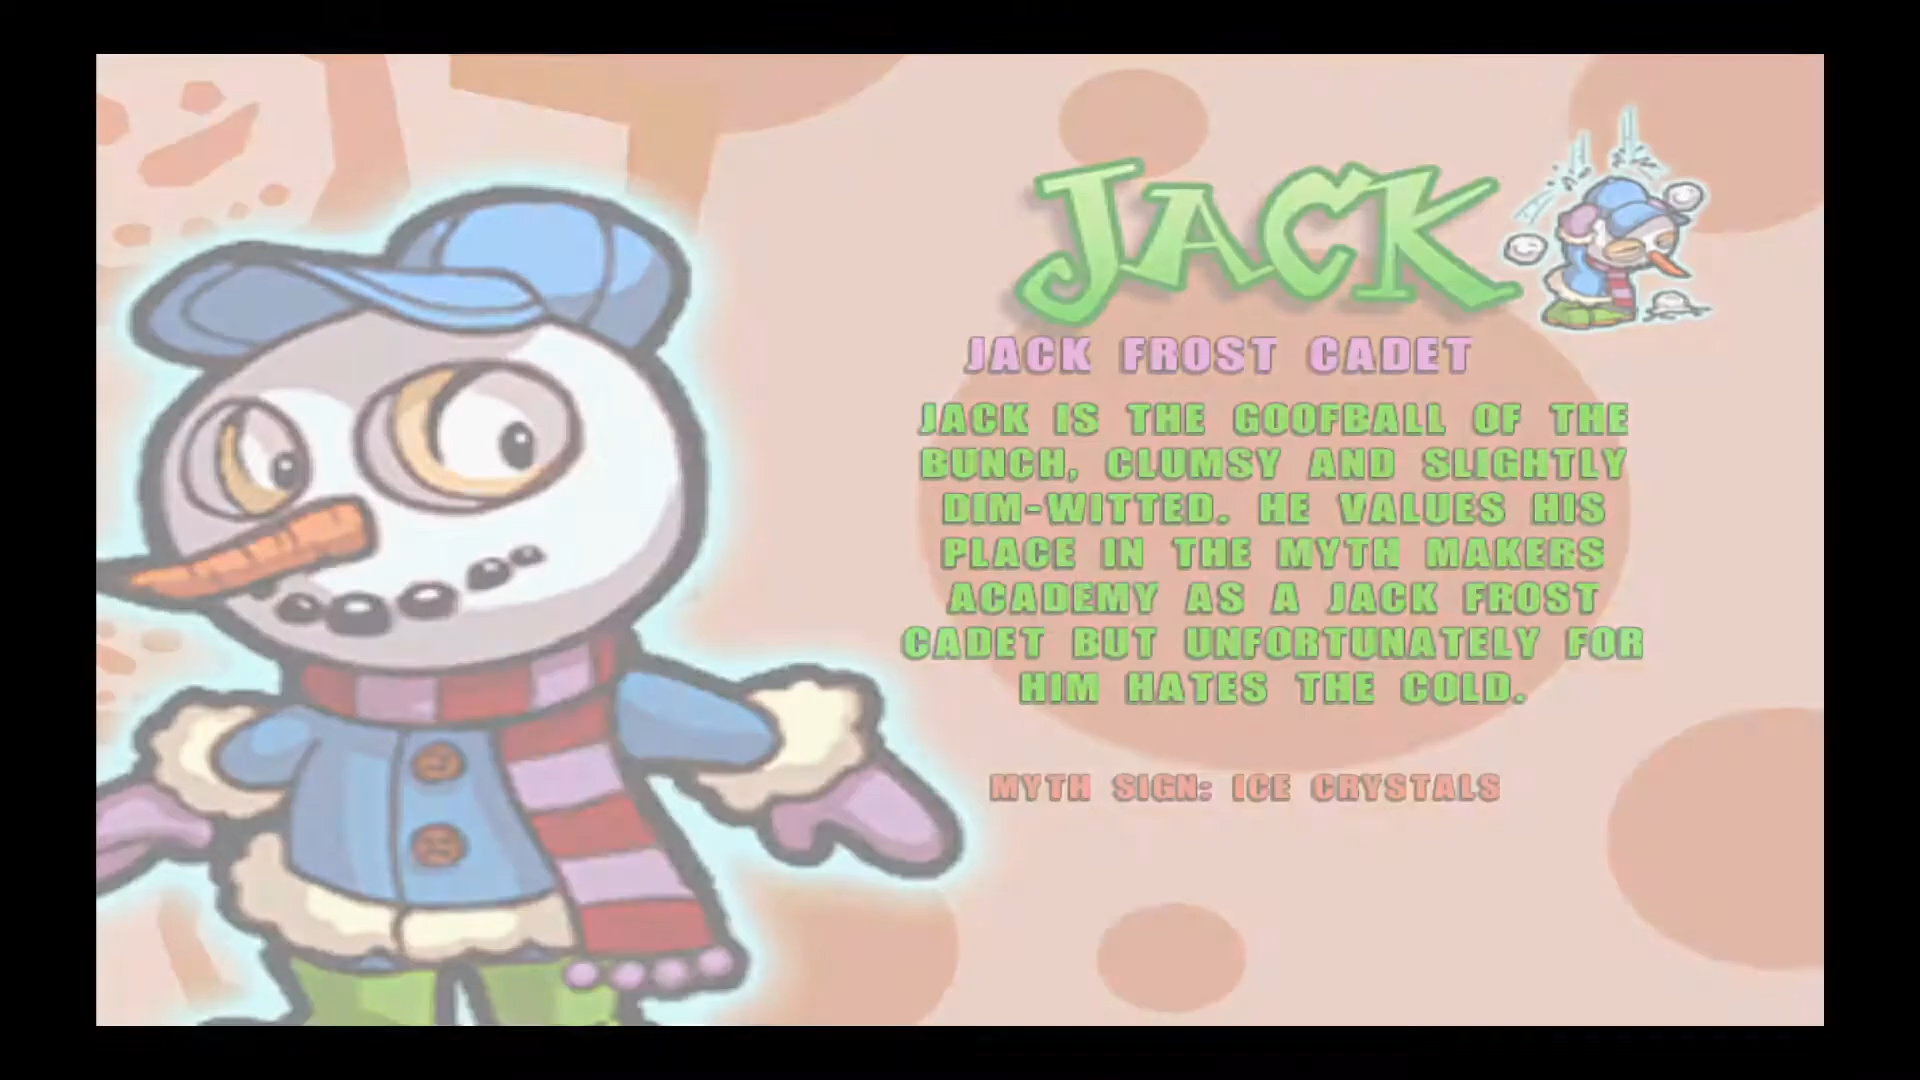 JACK
JACK FROST CADET
JACK IS THE GOOFBALL OF THE
BUNCH, CLUMSY AND SLIGHTLY
DIM-WITTED. HE VALUES HIS
PLACE IN THE MYTH MAKERS
ACADEMY AS A JACK FROST
CADET BUT UNFORTUNATELY FOR
HIM HATES THE COLD.
MYTH SIGN: ICE CRYSTALS